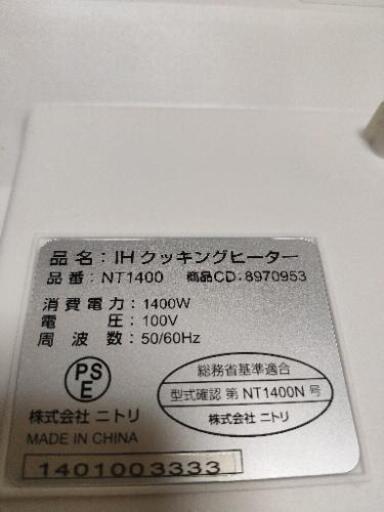 品名：IHクッキングヒーター
品番：NT1400 商品CD：8970953
消費電力：1400W
電圧：100V
周波数：50/60Hz
PS
E
総務省基準適合
型式確認 第 NT1400N 号
株式会社 ニトリ
株式会社 ニトリ
MADE IN CHINA
1401003333